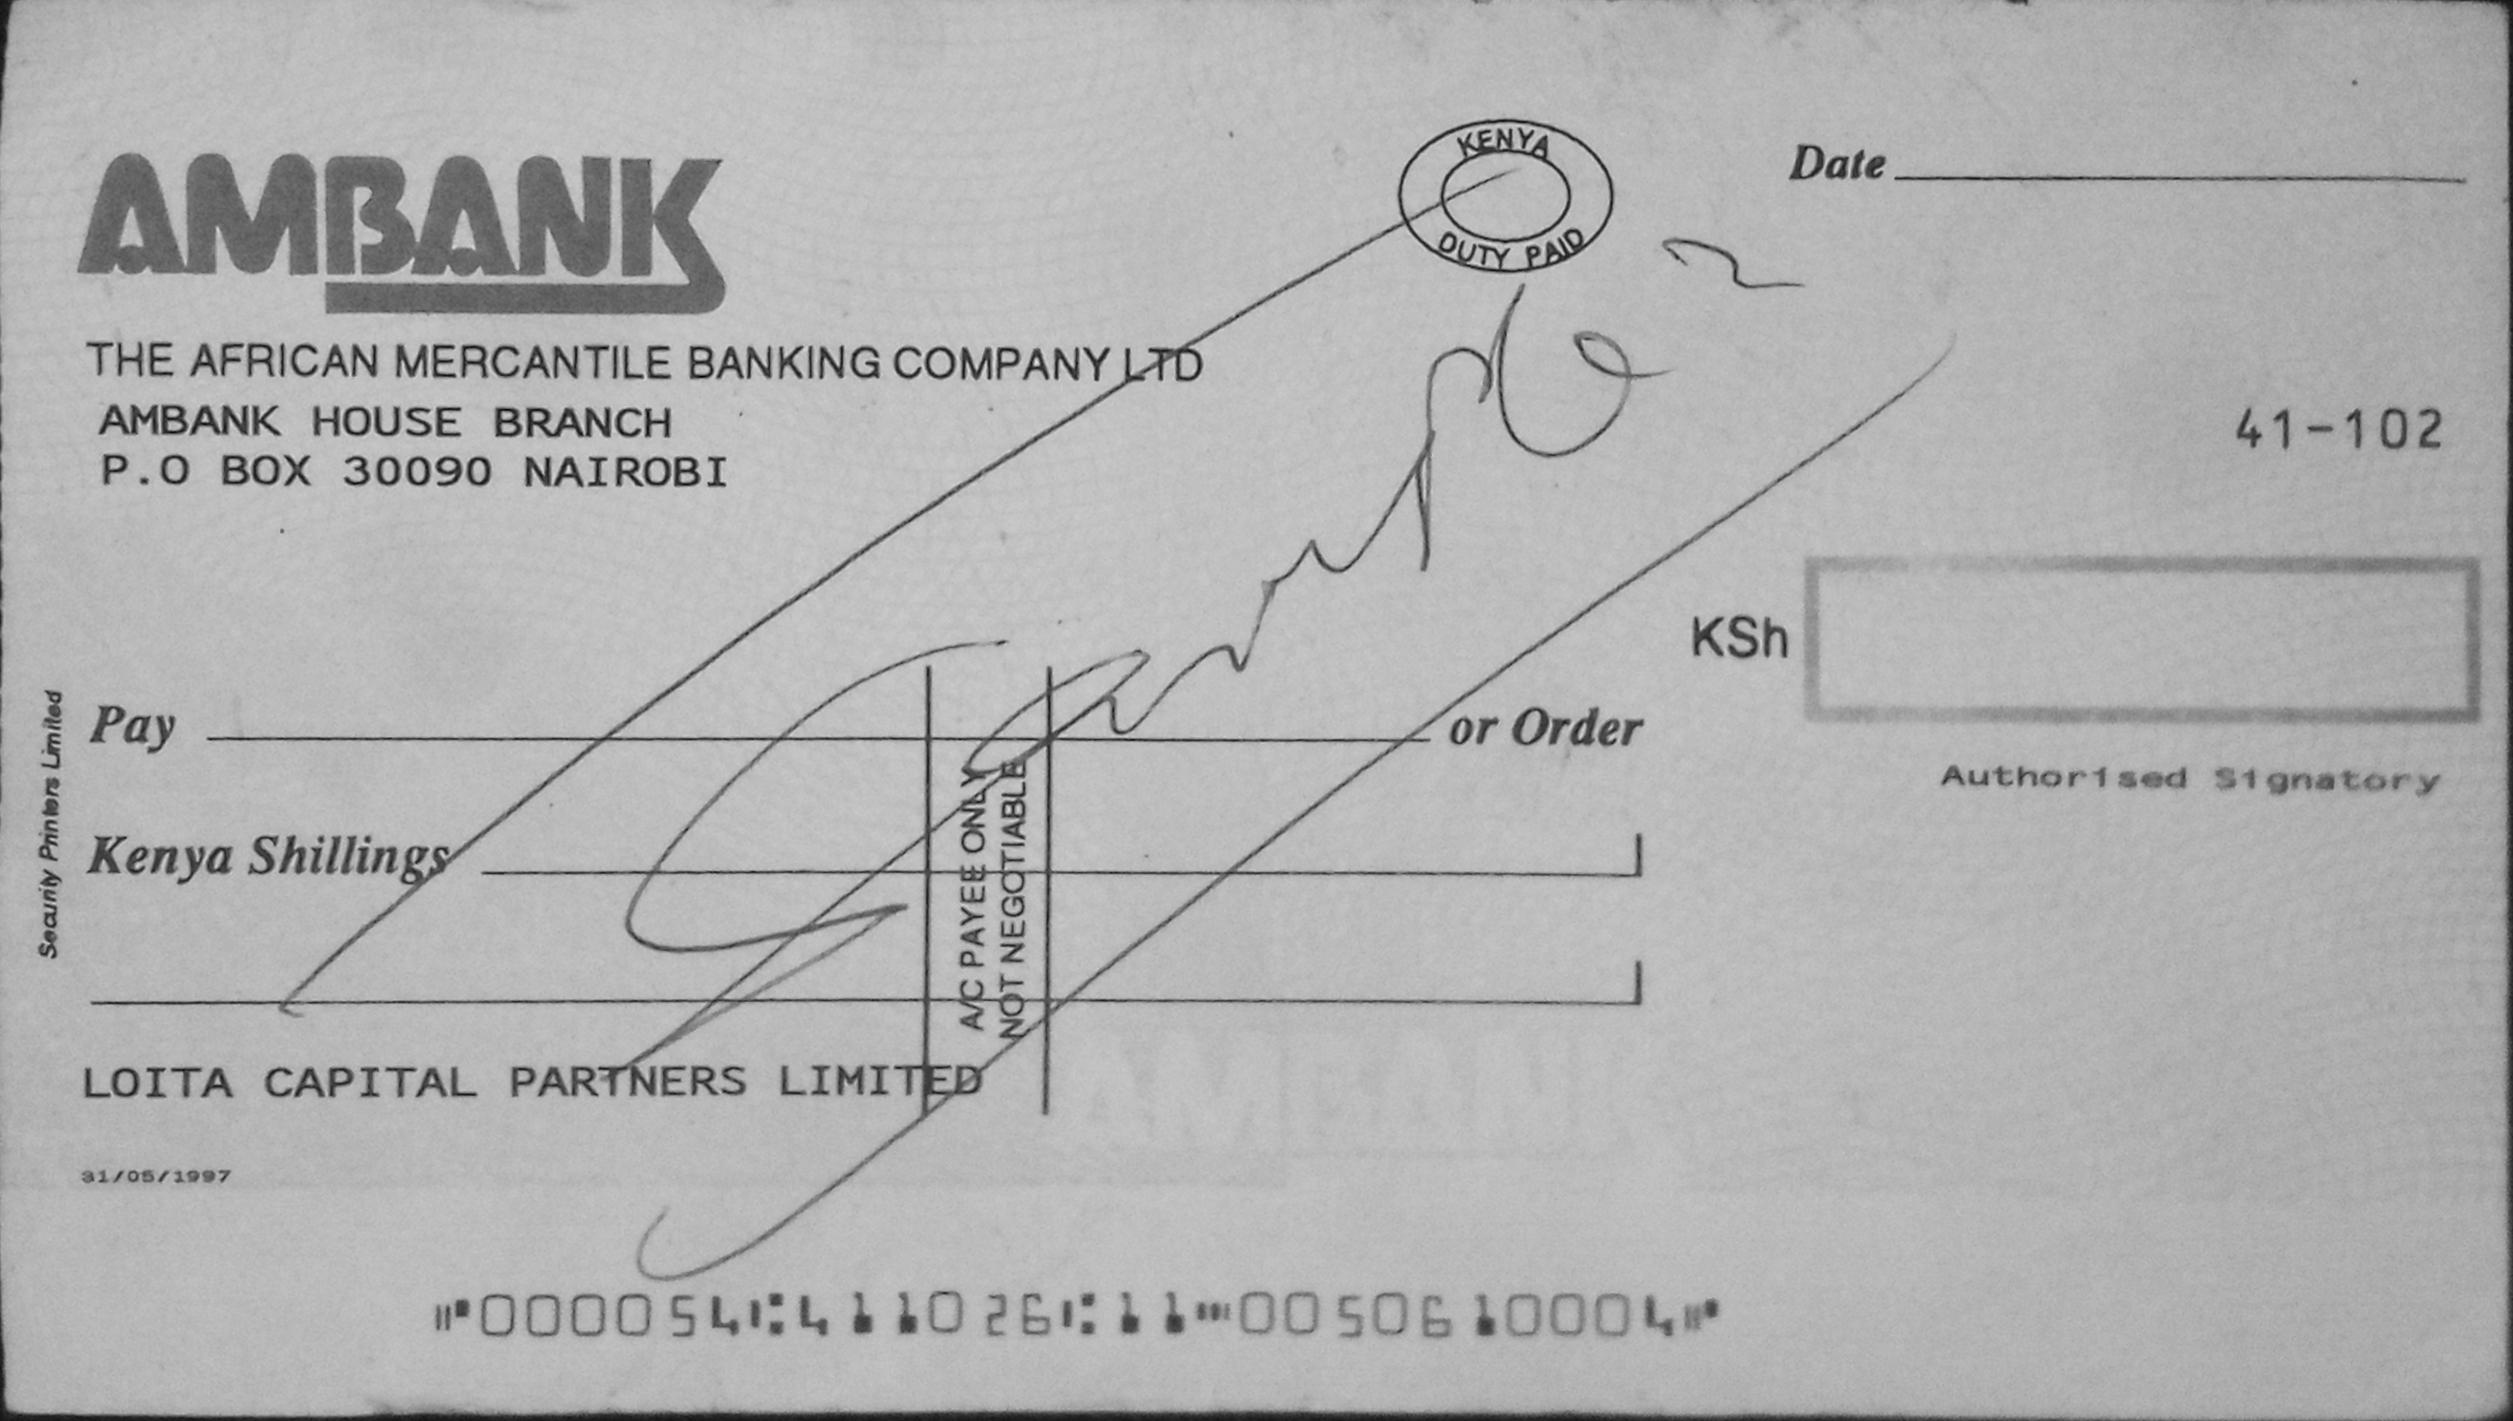 KENYA
DUTY PAID
Date
AMBANK
THE AFRICAN MERCANTILE BANKING COMPANY LTD
AMBANK HOUSE BRANCH
P.O BOX 30090 NAIROBI
41-102
KSh
Pay or Order
Authorised Signatory
Kenya Shillings
A/C PAYEE ONLY
NOT NEGOTIABLE
Security Printers Limited
LOITA CAPITAL PARTNERS LIMITED
31/05/1997
⑈000054⑆411026⑆11⑉0050610004⑈